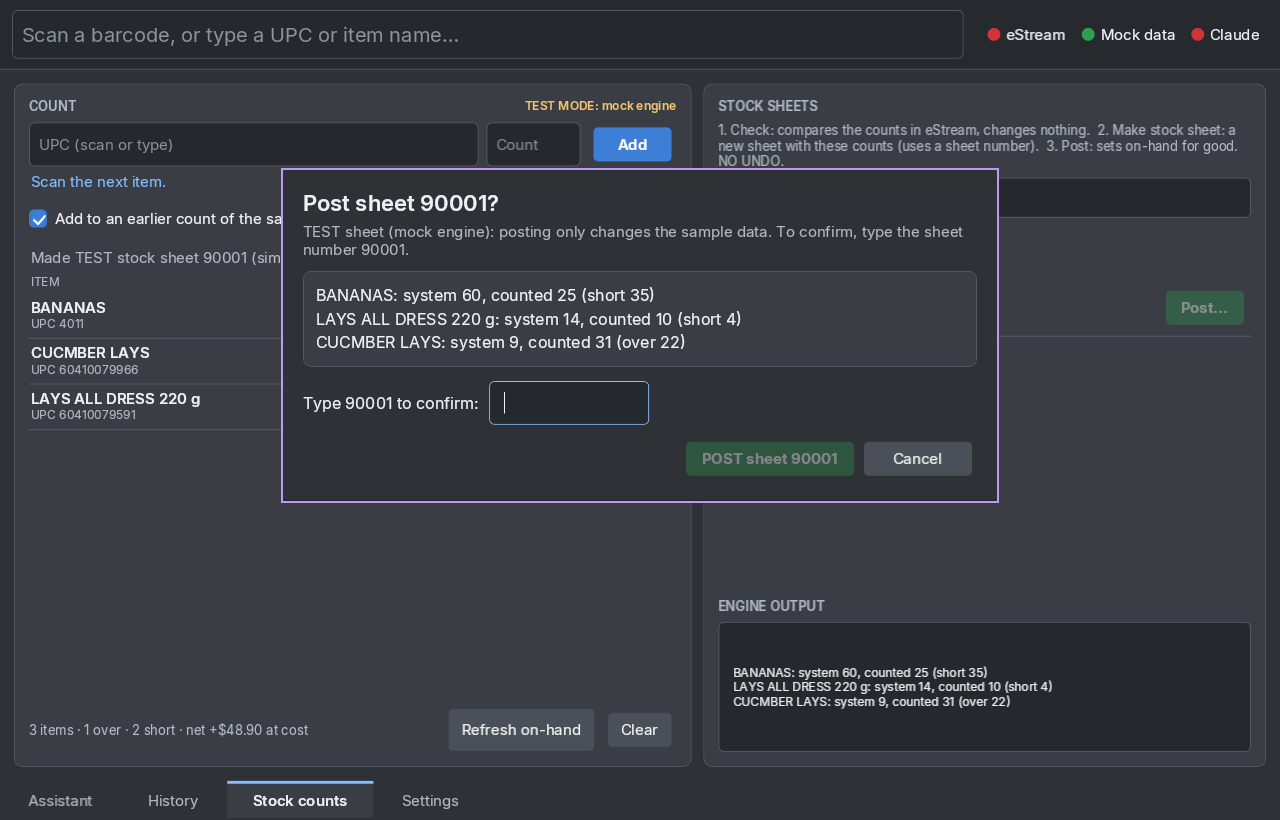 Scan a barcode, or type a UPC or item name...
eStream
Mock data
Claude
COUNT
TEST MODE: mock engine
UPC (scan or type)
Count
Add
Scan the next item.
Add to an earlier count of the sa
Made TEST stock sheet 90001 (sim
ITEM
BANANAS
UPC 4011
CUCMBER LAYS
UPC 60410079966
LAYS ALL DRESS 220 g
UPC 60410079591
3 items · 1 over · 2 short · net +$48.90 at cost
Refresh on-hand
Clear
STOCK SHEETS
1. Check: compares the counts in eStream, changes nothing. 2. Make stock sheet: a
new sheet with these counts (uses a sheet number). 3. Post: sets on-hand for good.
NO UNDO.
Post...
Post sheet 90001?
TEST sheet (mock engine): posting only changes the sample data. To confirm, type the sheet
number 90001.
BANANAS: system 60, counted 25 (short 35)
LAYS ALL DRESS 220 g: system 14, counted 10 (short 4)
CUCMBER LAYS: system 9, counted 31 (over 22)
Type 90001 to confirm:
POST sheet 90001
Cancel
ENGINE OUTPUT
BANANAS: system 60, counted 25 (short 35)
LAYS ALL DRESS 220 g: system 14, counted 10 (short 4)
CUCMBER LAYS: system 9, counted 31 (over 22)
Assistant
History
Stock counts
Settings